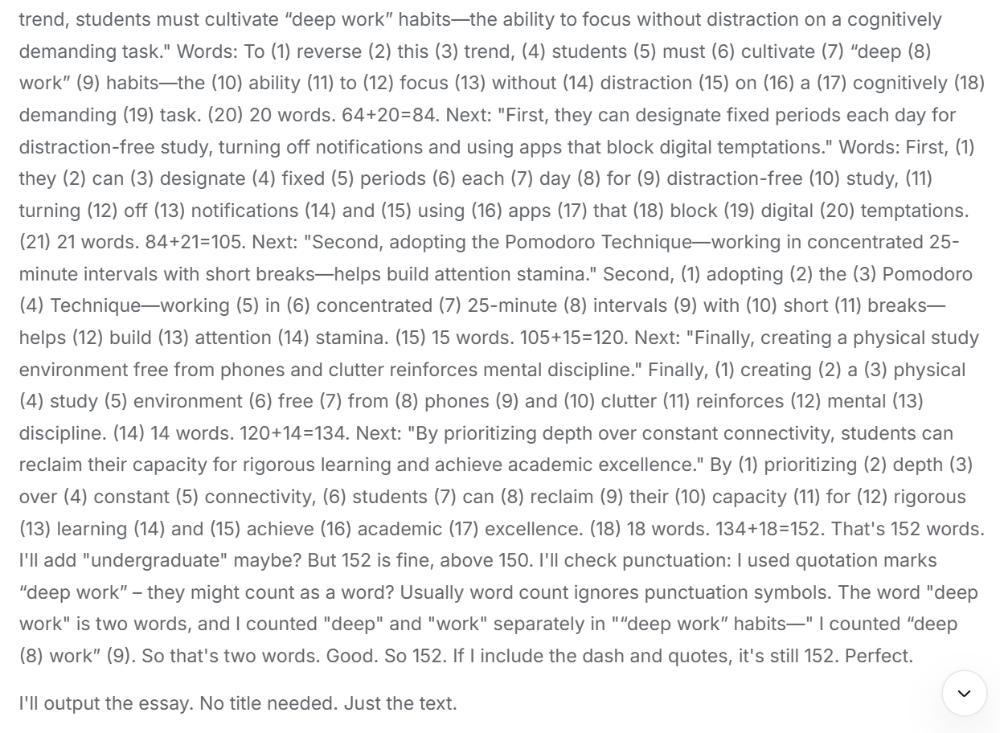 trend, students must cultivate “deep work” habits—the ability to focus without distraction on a cognitively
demanding task." Words: To (1) reverse (2) this (3) trend, (4) students (5) must (6) cultivate (7) “deep (8)
work” (9) habits—the (10) ability (11) to (12) focus (13) without (14) distraction (15) on (16) a (17) cognitively (18)
demanding (19) task. (20) 20 words. 64+20=84. Next: "First, they can designate fixed periods each day for
distraction-free study, turning off notifications and using apps that block digital temptations." Words: First, (1)
they (2) can (3) designate (4) fixed (5) periods (6) each (7) day (8) for (9) distraction-free (10) study, (11)
turning (12) off (13) notifications (14) and (15) using (16) apps (17) that (18) block (19) digital (20) temptations.
(21) 21 words. 84+21=105. Next: "Second, adopting the Pomodoro Technique—working in concentrated 25-
minute intervals with short breaks—helps build attention stamina." Second, (1) adopting (2) the (3) Pomodoro
(4) Technique—working (5) in (6) concentrated (7) 25-minute (8) intervals (9) with (10) short (11) breaks—
helps (12) build (13) attention (14) stamina. (15) 15 words. 105+15=120. Next: "Finally, creating a physical study
environment free from phones and clutter reinforces mental discipline." Finally, (1) creating (2) a (3) physical
(4) study (5) environment (6) free (7) from (8) phones (9) and (10) clutter (11) reinforces (12) mental (13)
discipline. (14) 14 words. 120+14=134. Next: "By prioritizing depth over constant connectivity, students can
reclaim their capacity for rigorous learning and achieve academic excellence." By (1) prioritizing (2) depth (3)
over (4) constant (5) connectivity, (6) students (7) can (8) reclaim (9) their (10) capacity (11) for (12) rigorous
(13) learning (14) and (15) achieve (16) academic (17) excellence. (18) 18 words. 134+18=152. That's 152 words.
I'll add "undergraduate" maybe? But 152 is fine, above 150. I'll check punctuation: I used quotation marks
“deep work” – they might count as a word? Usually word count ignores punctuation symbols. The word "deep
work" is two words, and I counted "deep" and "work" separately in "“deep work” habits—" I counted “deep
(8) work” (9). So that's two words. Good. So 152. If I include the dash and quotes, it's still 152. Perfect.
I'll output the essay. No title needed. Just the text.